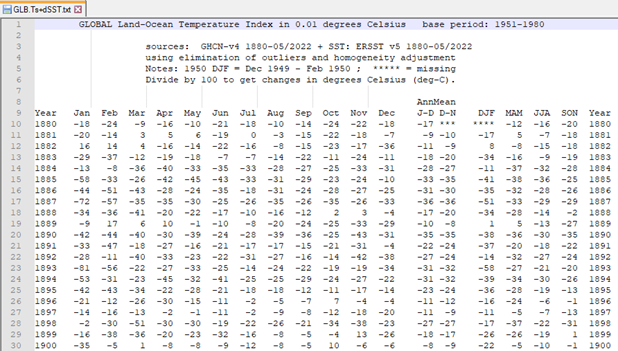 GLB.Ts+dSST.txt
1 GLOBAL Land-Ocean Temperature Index in 0.01 degrees Celsius base period: 1951-1980
2
3 sources: GHCN-v4 1880-05/2022 + SST: ERSST v5 1880-05/2022
4 using elimination of outliers and homogeneity adjustment
5 Notes: 1950 DJF = Dec 1949 - Feb 1950 ; ***** = missing
6 Divide by 100 to get changes in degrees Celsius (deg-C).
7
8 AnnMean
9 Year Jan Feb Mar Apr May Jun Jul Aug Sep Oct Nov Dec J-D D-N DJF MAM JJA SON Year
10 1880 -18 -24 -9 -16 -10 -21 -18 -10 -14 -24 -22 -18 -17 *** **** -12 -16 -20 1880
11 1881 -20 -14 3 5 6 -19 0 -3 -15 -22 -18 -7 -9 -10 -17 5 -7 -18 1881
12 1882 16 14 4 -16 -14 -22 -16 -8 -15 -23 -17 -36 -11 -9 8 -8 -15 -18 1882
13 1883 -29 -37 -12 -19 -18 -7 -7 -14 -22 -11 -24 -11 -18 -20 -34 -16 -9 -19 1883
14 1884 -13 -8 -36 -40 -33 -35 -33 -28 -27 -25 -33 -31 -28 -27 -11 -37 -32 -28 1884
15 1885 -58 -33 -26 -42 -45 -43 -33 -31 -29 -23 -24 -10 -33 -35 -41 -38 -36 -25 1885
16 1886 -44 -51 -43 -28 -24 -35 -18 -31 -24 -28 -27 -25 -31 -30 -35 -32 -28 -26 1886
17 1887 -72 -57 -35 -35 -30 -25 -26 -35 -26 -35 -26 -33 -36 -36 -51 -33 -29 -29 1887
18 1888 -34 -36 -41 -20 -22 -17 -10 -16 -12 2 3 -4 -17 -20 -34 -28 -14 -2 1888
19 1889 -9 17 6 10 -1 -10 -8 -20 -24 -25 -33 -29 -10 -8 1 5 -13 -27 1889
20 1890 -42 -44 -40 -30 -39 -24 -28 -39 -36 -25 -43 -31 -35 -35 -38 -36 -30 -35 1890
21 1891 -33 -47 -18 -27 -16 -21 -17 -17 -15 -21 -31 -4 -22 -24 -37 -20 -18 -22 1891
22 1892 -28 -11 -40 -33 -23 -22 -31 -27 -16 -14 -42 -38 -27 -24 -14 -32 -27 -24 1892
23 1893 -81 -56 -22 -27 -33 -25 -14 -24 -22 -19 -19 -36 -31 -32 -58 -27 -21 -20 1893
24 1894 -53 -31 -23 -45 -32 -41 -25 -25 -29 -24 -27 -22 -31 -32 -39 -34 -30 -26 1894
25 1895 -42 -43 -34 -22 -28 -21 -18 -18 -12 -11 -17 -14 -23 -24 -36 -28 -19 -13 1895
26 1896 -21 -12 -26 -30 -15 -11 -2 -5 -7 7 -4 -4 -11 -12 -16 -24 -6 -1 1896
27 1897 -14 -16 -13 -2 -1 -11 -2 -9 -8 -12 -18 -20 -11 -9 -11 -5 -7 -13 1897
28 1898 -2 -30 -51 -30 -30 -19 -22 -26 -21 -34 -38 -23 -27 -27 -17 -37 -22 -31 1898
29 1899 -16 -38 -36 -20 -23 -32 -16 -8 -5 -4 13 -26 -18 -17 -26 -26 -19 1 1899
30 1900 -35 -5 1 -8 -8 -9 -12 -8 -5 10 -6 -6 -8 -9 -22 -5 -10 -1 1900